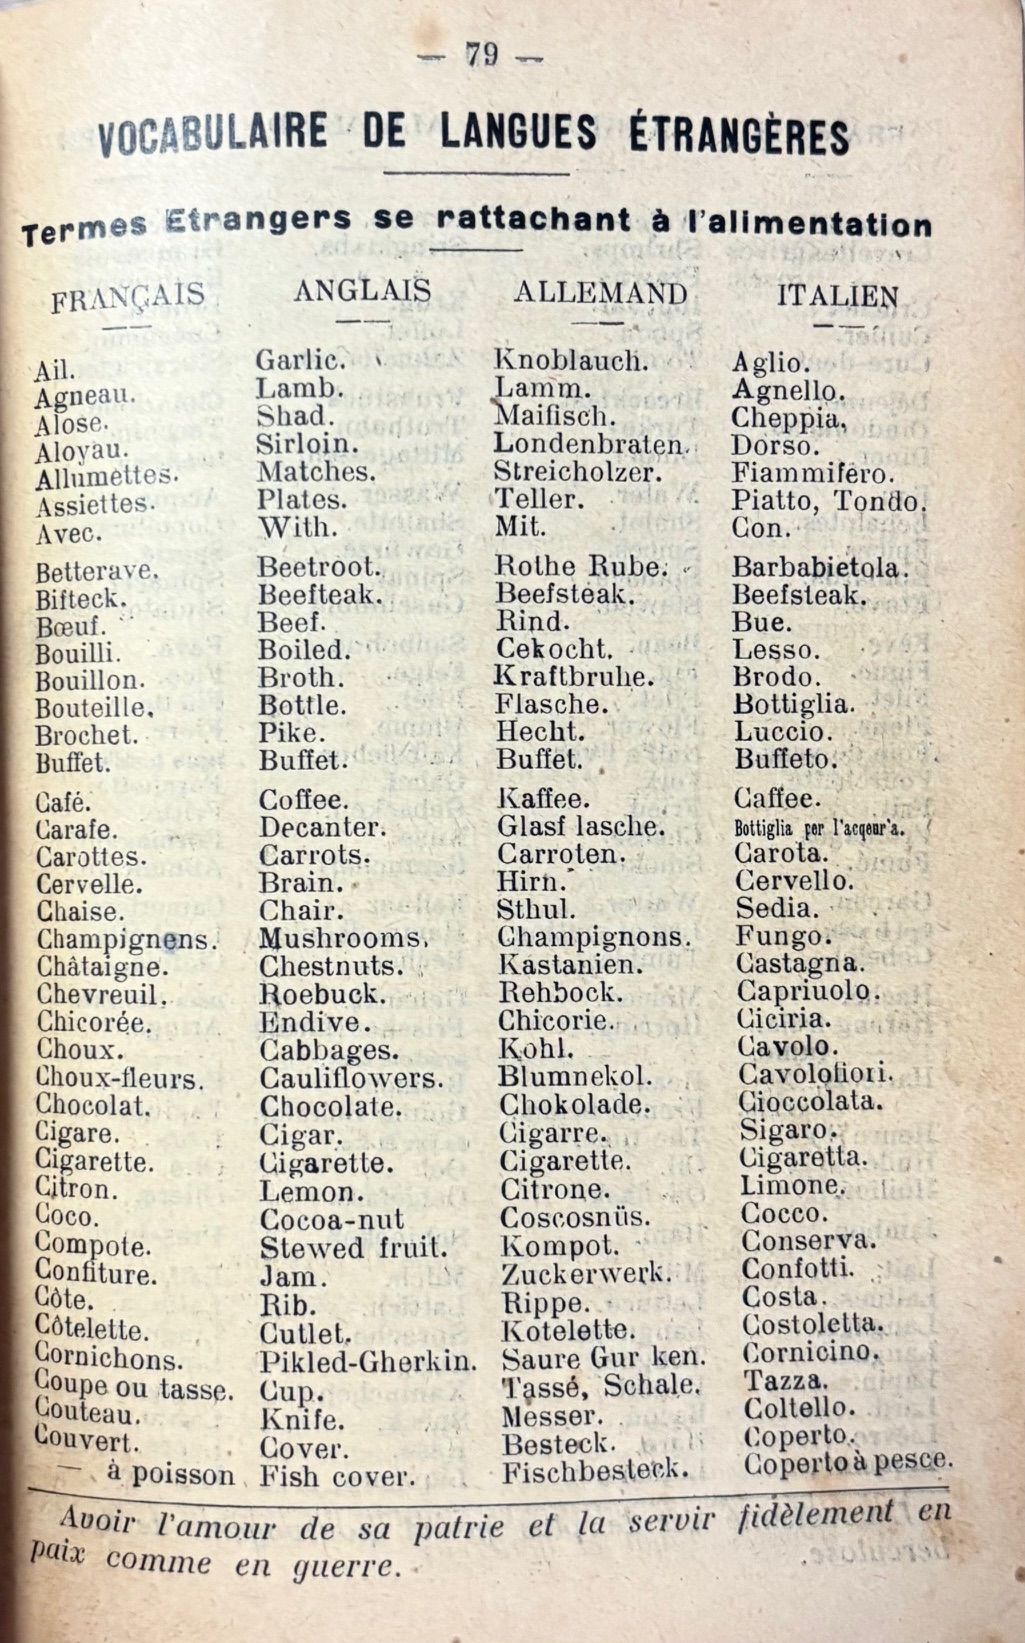 — 79 —
VOCABULAIRE DE LANGUES ÉTRANGÈRES
Termes Etrangers se rattachant à l'alimentation
FRANÇAIS ANGLAIS ALLEMAND ITALIEN
Ail. Garlic. Knoblauch. Aglio.
Agneau. Lamb. Lamm. Agnello.
Alose. Shad. Maifisch. Cheppia.
Aloyau. Sirloin. Londenbraten. Dorso.
Allumettes. Matches. Streicholzer. Fiammifero.
Assiettes. Plates. Teller. Piatto, Tondo.
Avec. With. Mit. Con.
Betterave. Beetroot. Rothe Rube. Barbabietola.
Bifteck. Beefteak. Beefsteak. Beefsteak.
Bœuf. Beef. Rind. Bue.
Bouilli. Boiled. Cekocht. Lesso.
Bouillon. Broth. Kraftbruhe. Brodo.
Bouteille. Bottle. Flasche. Bottiglia.
Brochet. Pike. Hecht. Luccio.
Buffet. Buffet. Buffet. Buffeto.
Café. Coffee. Kaffee. Caffee.
Carafe. Decanter. Glasf lasche. Bottiglia per l'acqeur'a.
Carottes. Carrots. Carroten. Carota.
Cervelle. Brain. Hirn. Cervello.
Chaise. Chair. Sthul. Sedia.
Champignens. Mushrooms. Champignons. Fungo.
Châtaigne. Chestnuts. Kastanien. Castagna.
Chevreuil. Roebuck. Rehbock. Capriuolo.
Chicorée. Endive. Chicorie. Ciciria.
Choux. Cabbages. Kohl. Cavolo.
Choux-fleurs. Cauliflowers. Blumnekol. Cavolofiori.
Chocolat. Chocolate. Chokolade. Cioccolata.
Cigare. Cigar. Cigarre. Sigaro.
Cigarette. Cigarette. Cigarette. Cigaretta.
Citron. Lemon. Citrone. Limone.
Coco. Cocoa-nut Coscosnüs. Cocco.
Compote. Stewed fruit. Kompot. Conserva.
Confiture. Jam. Zuckerwerk. Confotti.
Côte. Rib. Rippe. Costa.
Côtelette. Cutlet. Kotelette. Costoletta.
Cornichons. Pikled-Gherkin. Saure Gur ken. Cornicino.
Coupe ou tasse. Cup. Tassé, Schale. Tazza.
Couteau. Knife. Messer. Coltello.
Couvert. Cover. Besteck. Coperto.
— à poisson Fish cover. Fischbesteck. Coperto à pesce.
Avoir l'amour de sa patrie et la servir fidèlement en
paix comme en guerre.